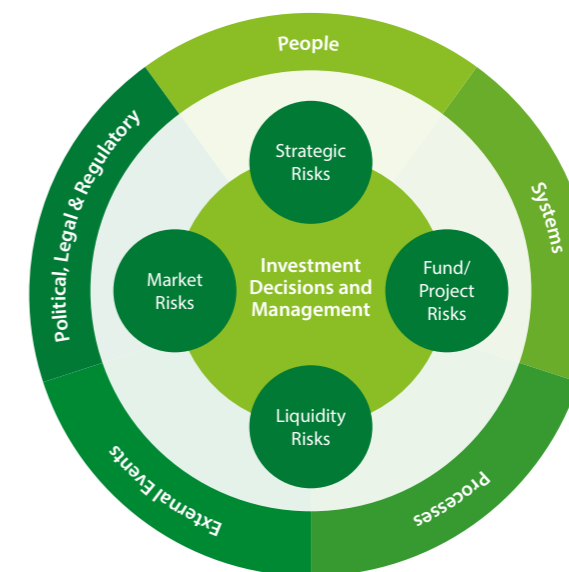 People
Political, Legal & Regulatory
Systems
Strategic
Risks
Market
Risks
Investment
Decisions and
Management
Fund/
Project
Risks
Liquidity
Risks
External Events
Processes